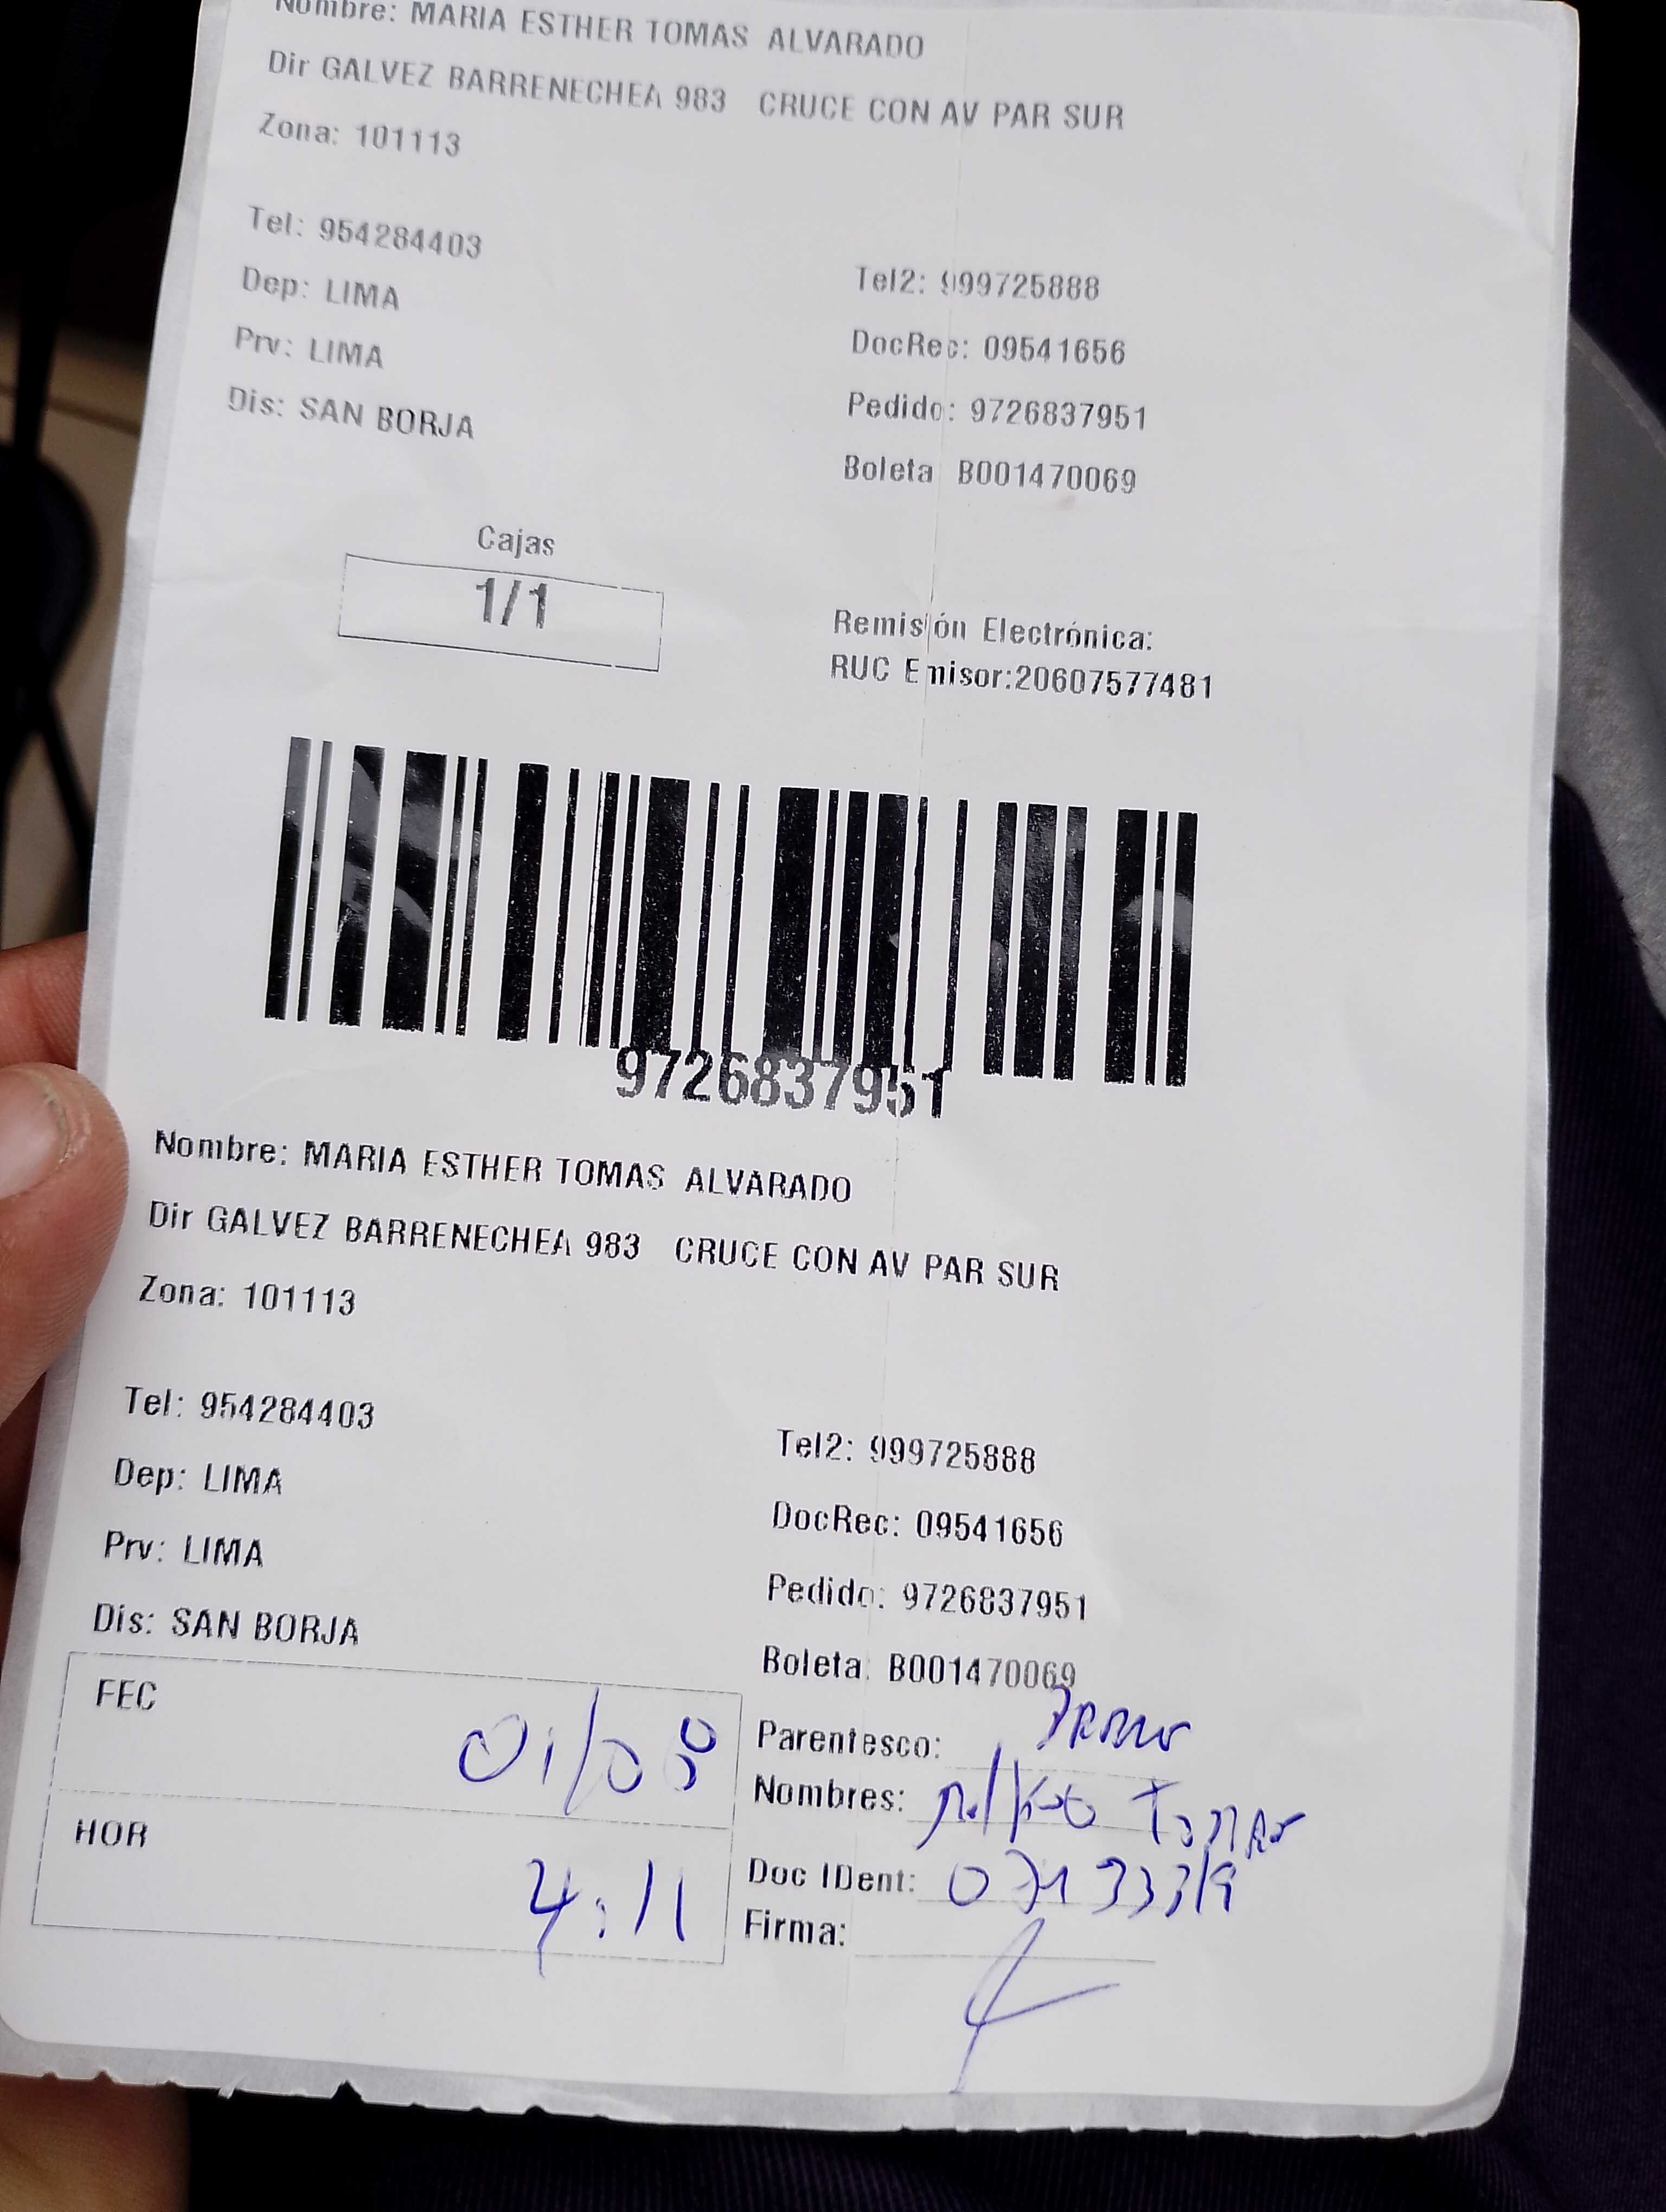 Nombre: MARIA ESTHER TOMAS ALVARADO
Dir GALVEZ BARRENECHEA 983 CRUCE CON AV PAR SUR
Zona: 101113
Tel: 954284403
Tel2: 999725888
Dep: LIMA
DocRec: 09541656
Prv: LIMA
Pedido: 9726837951
Dis: SAN BORJA
Boleta B001470069
Cajas
1/1
Remisión Electrónica:
RUC Emisor:20607577481
9726837951
Nombre: MARIA ESTHER TOMAS ALVARADO
Dir GALVEZ BARRENECHEA 983 CRUCE CON AV PAR SUR
Zona: 101113
Tel: 954284403
Tel2: 999725888
Dep: LIMA
DocRec: 09541656
Prv: LIMA
Pedido: 9726837951
Dis: SAN BORJA
Boleta: B001470069
FEC 01/08
Parentesco:
Nombres:
HOR 4:11
Doc IDent:
Firma: